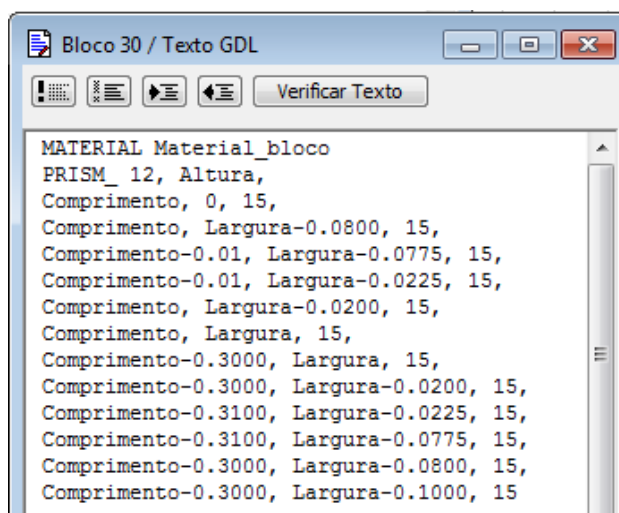 Bloco 30 / Texto GDL
Verificar Texto
MATERIAL Material_bloco
PRISM_ 12, Altura,
Comprimento, 0, 15,
Comprimento, Largura-0.0800, 15,
Comprimento-0.01, Largura-0.0775, 15,
Comprimento-0.01, Largura-0.0225, 15,
Comprimento, Largura-0.0200, 15,
Comprimento, Largura, 15,
Comprimento-0.3000, Largura, 15,
Comprimento-0.3000, Largura-0.0200, 15,
Comprimento-0.3100, Largura-0.0225, 15,
Comprimento-0.3100, Largura-0.0775, 15,
Comprimento-0.3000, Largura-0.0800, 15,
Comprimento-0.3000, Largura-0.1000, 15